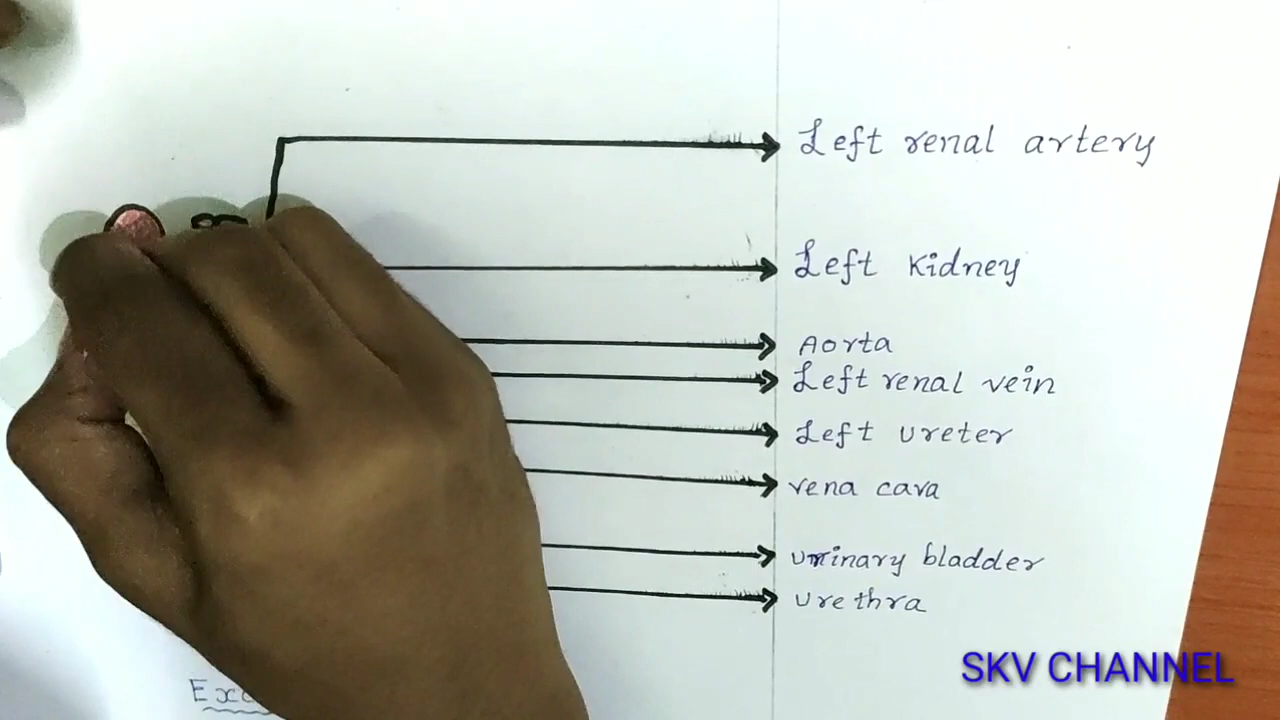 Left renal artery
Left Kidney
Aorta
Left renal vein
Left ureter
vena cava
urinary bladder
urethra
SKV CHANNEL